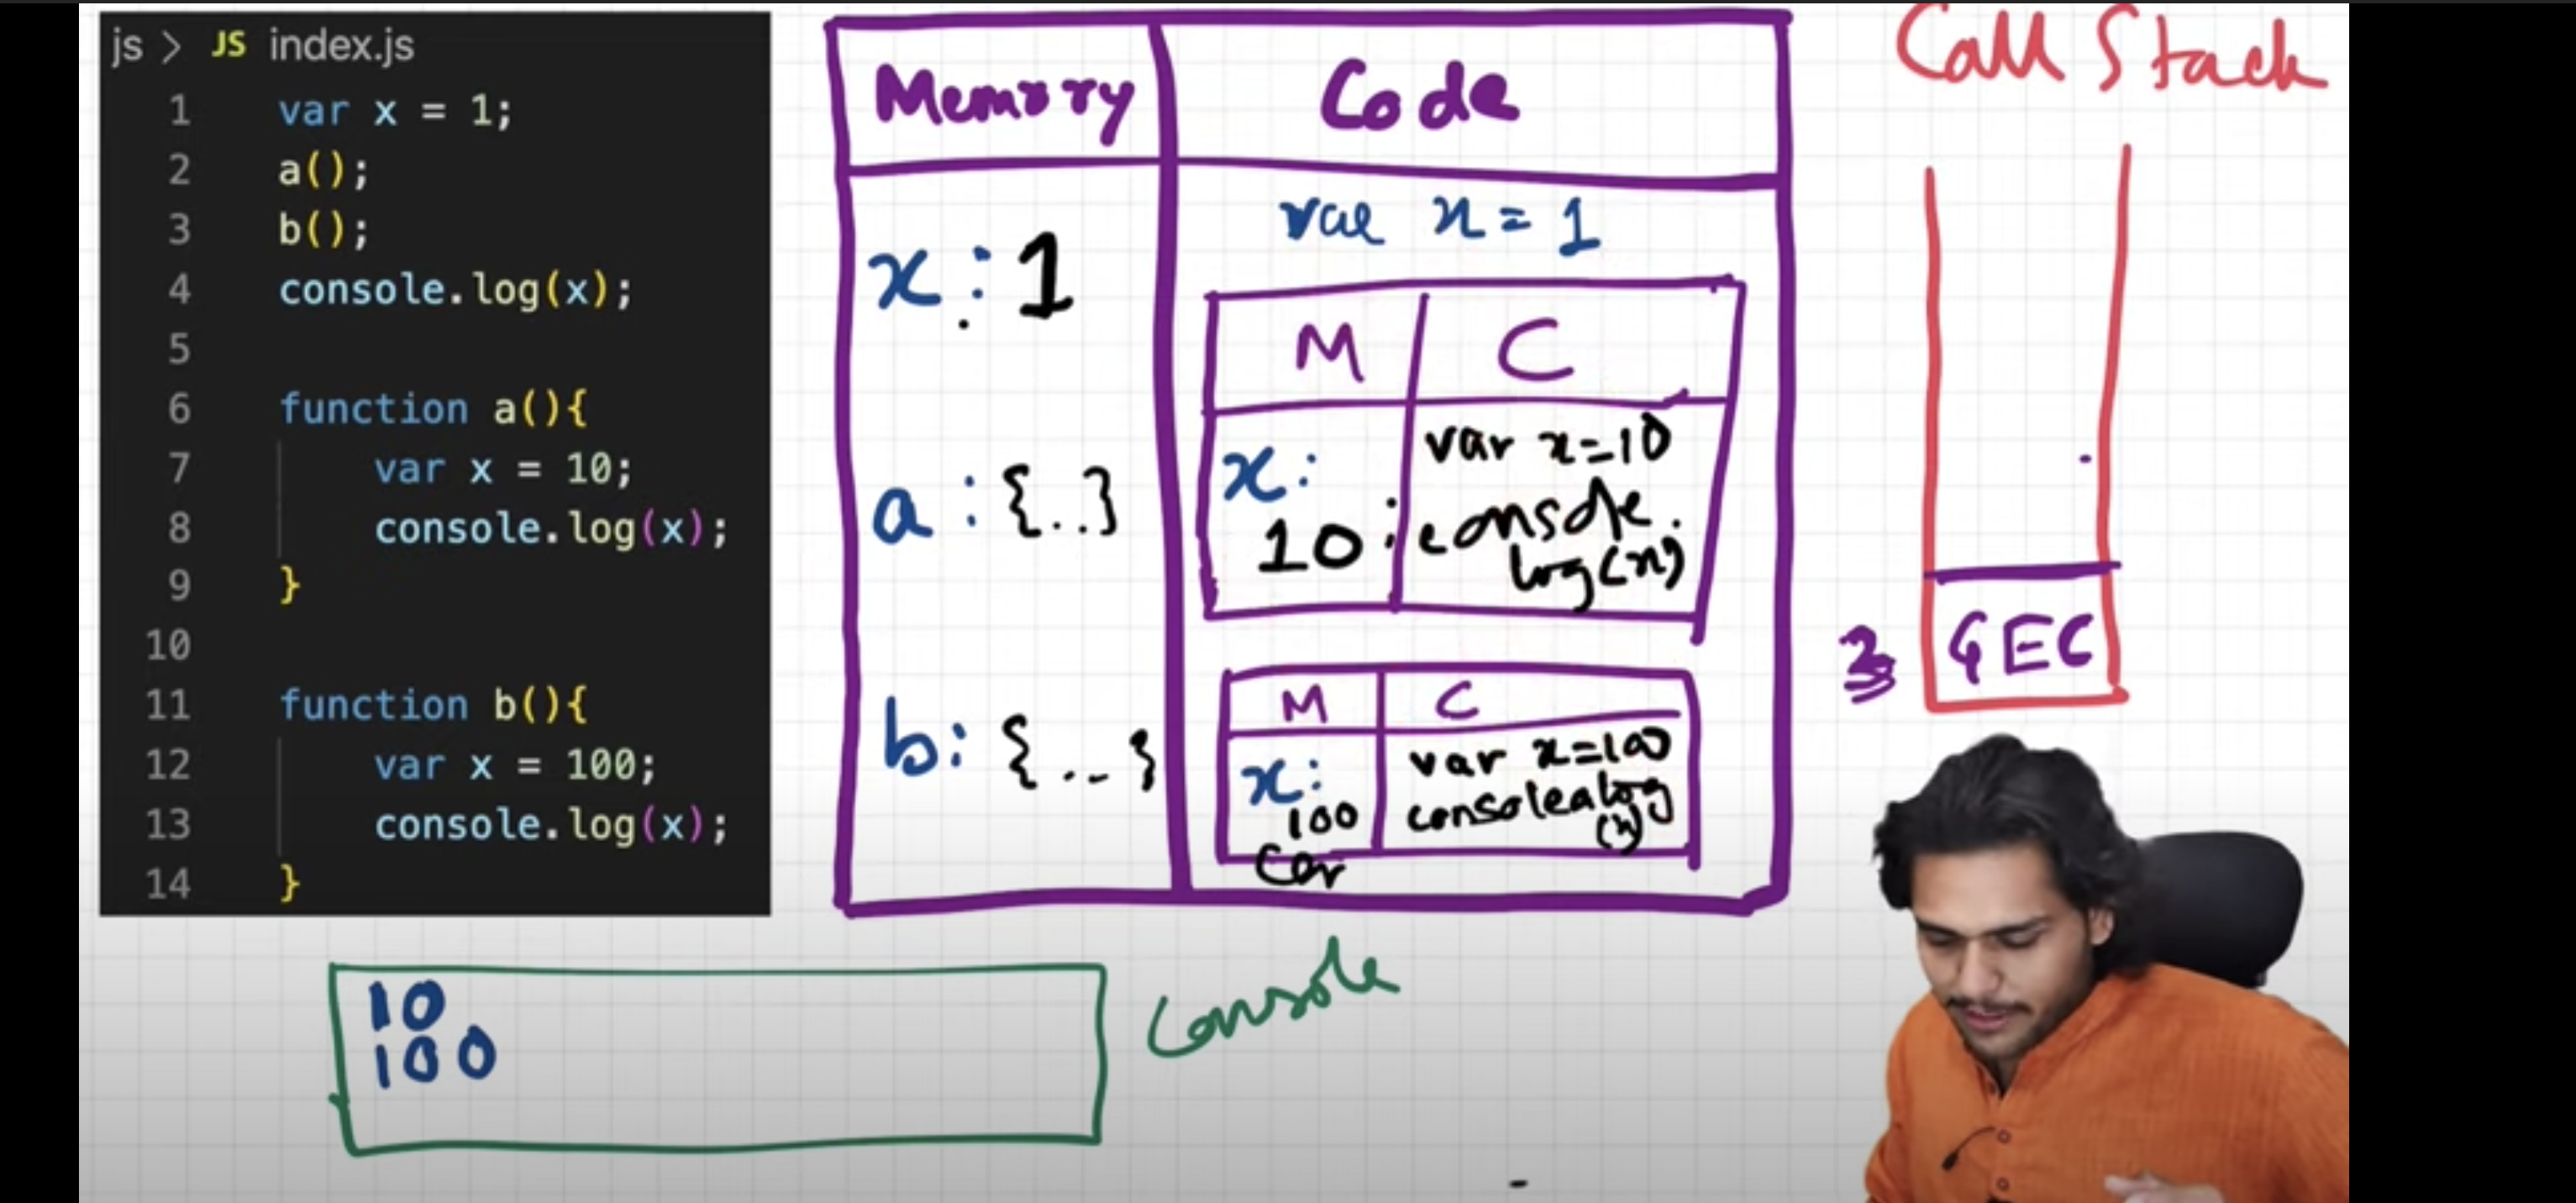 js > JS index.js
1 var x = 1;
2 a();
3 b();
4 console.log(x);
5
6 function a(){
7 var x = 10;
8 console.log(x);
9 }
10
11 function b(){
12 var x = 100;
13 console.log(x);
14 }
Memory Code
x : 1
a : {..}
b : {...}
var x = 1
M C
x :
10
var x=10
console.
log(x)
M C
x :
100
var x=100
console.log
(x)
Call Stack
3 GEC
10
100
Console